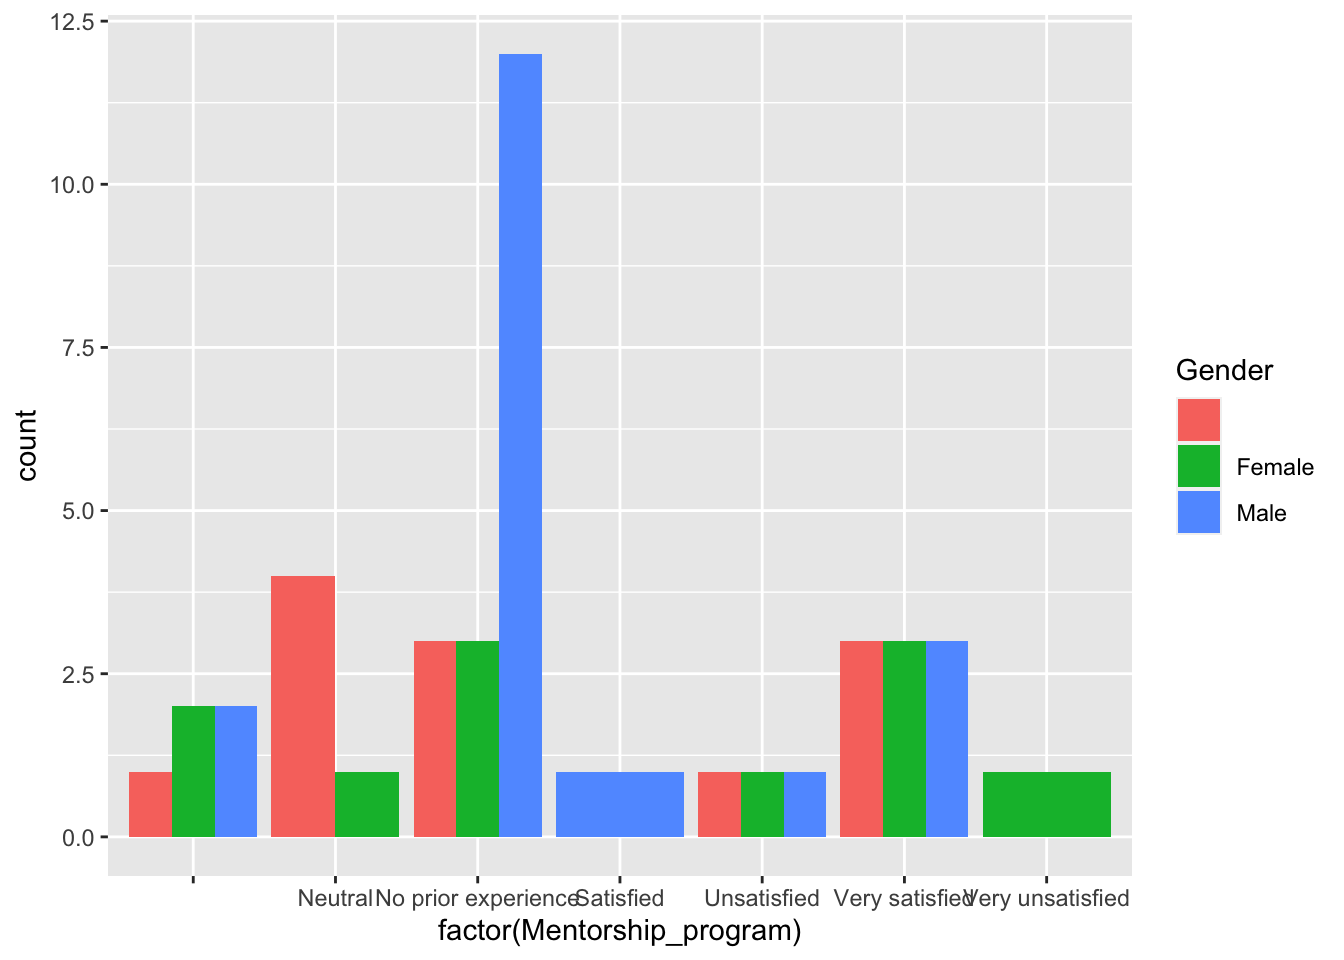 12.5
10.0
7.5
5.0
2.5
0.0
count
Neutral
No prior experience
Satisfied
Unsatisfied
Very satisfied
Very unsatisfied
factor(Mentorship_program)
Gender
Female
Male